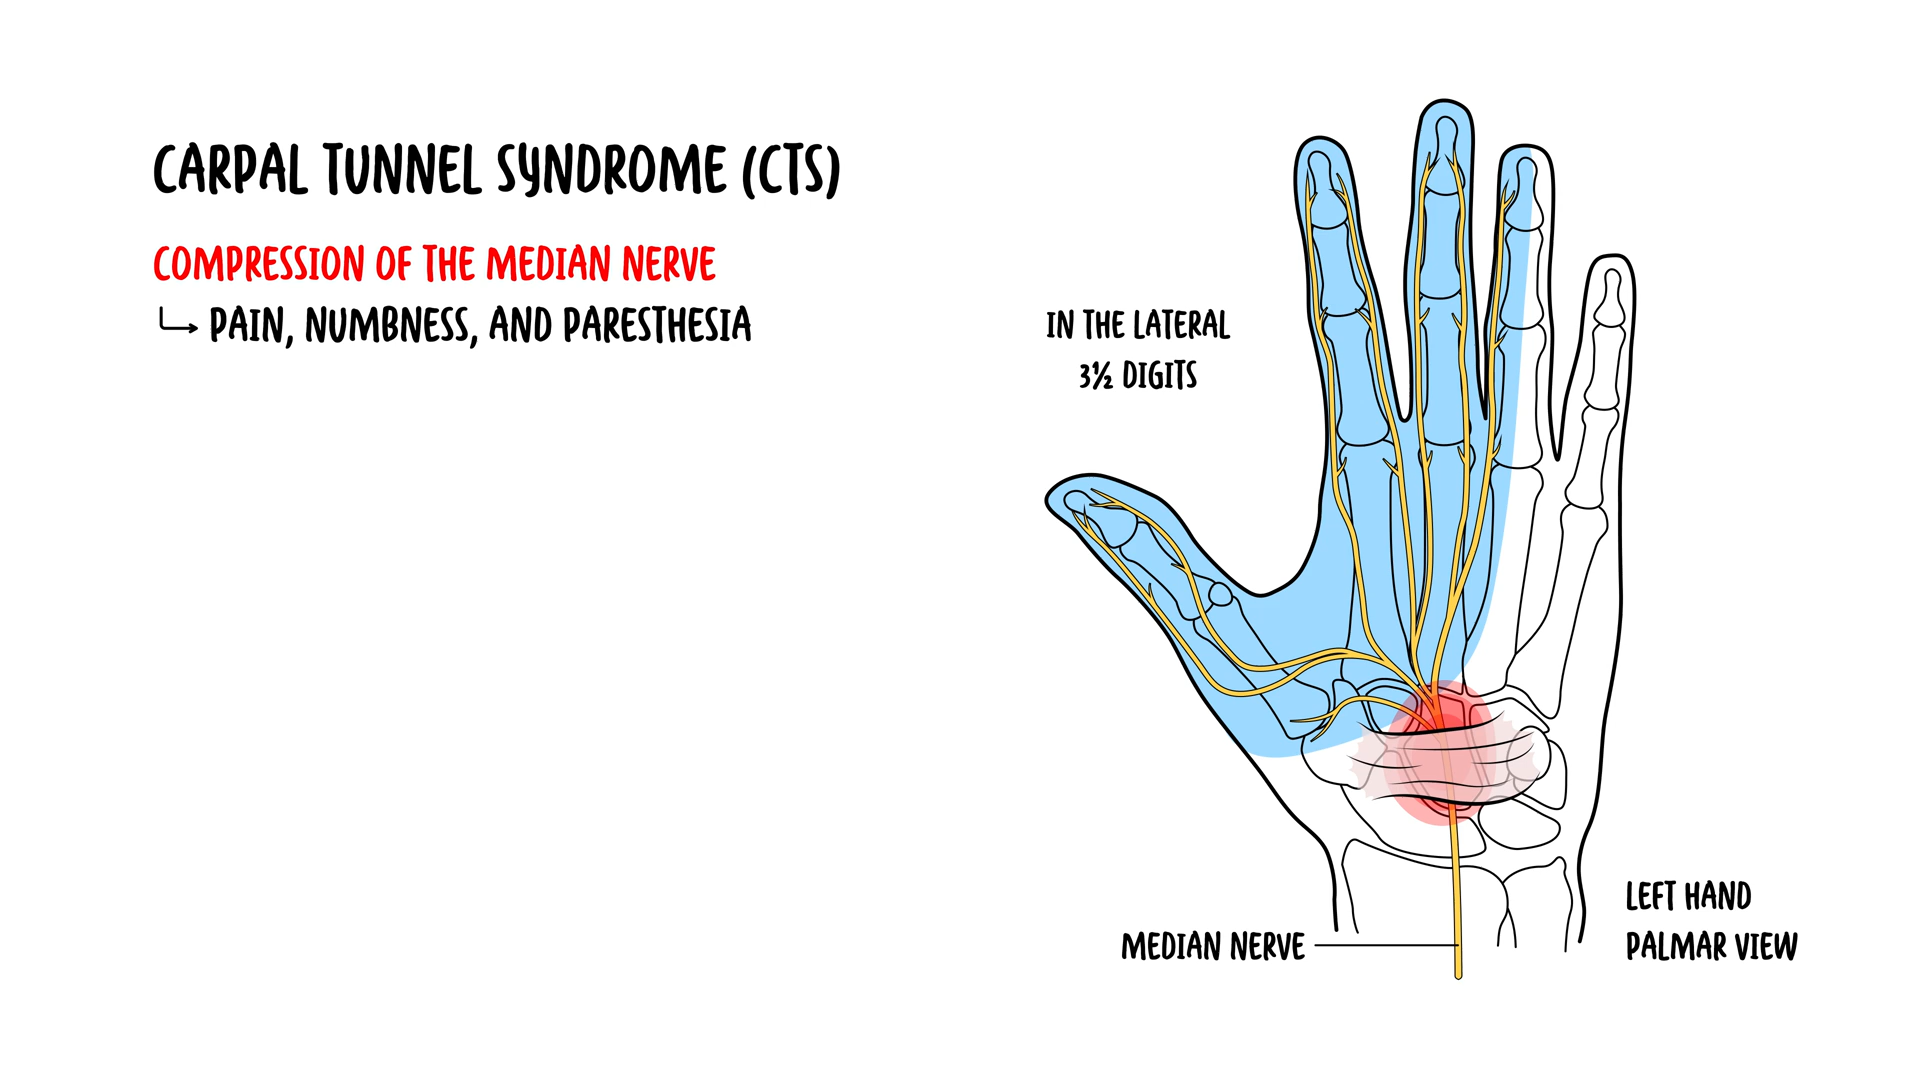 CARPAL TUNNEL SYNDROME (CTS)
COMPRESSION OF THE MEDIAN NERVE
PAIN, NUMBNESS, AND PARESTHESIA
IN THE LATERAL
3½ DIGITS
MEDIAN NERVE
LEFT HAND
PALMAR VIEW